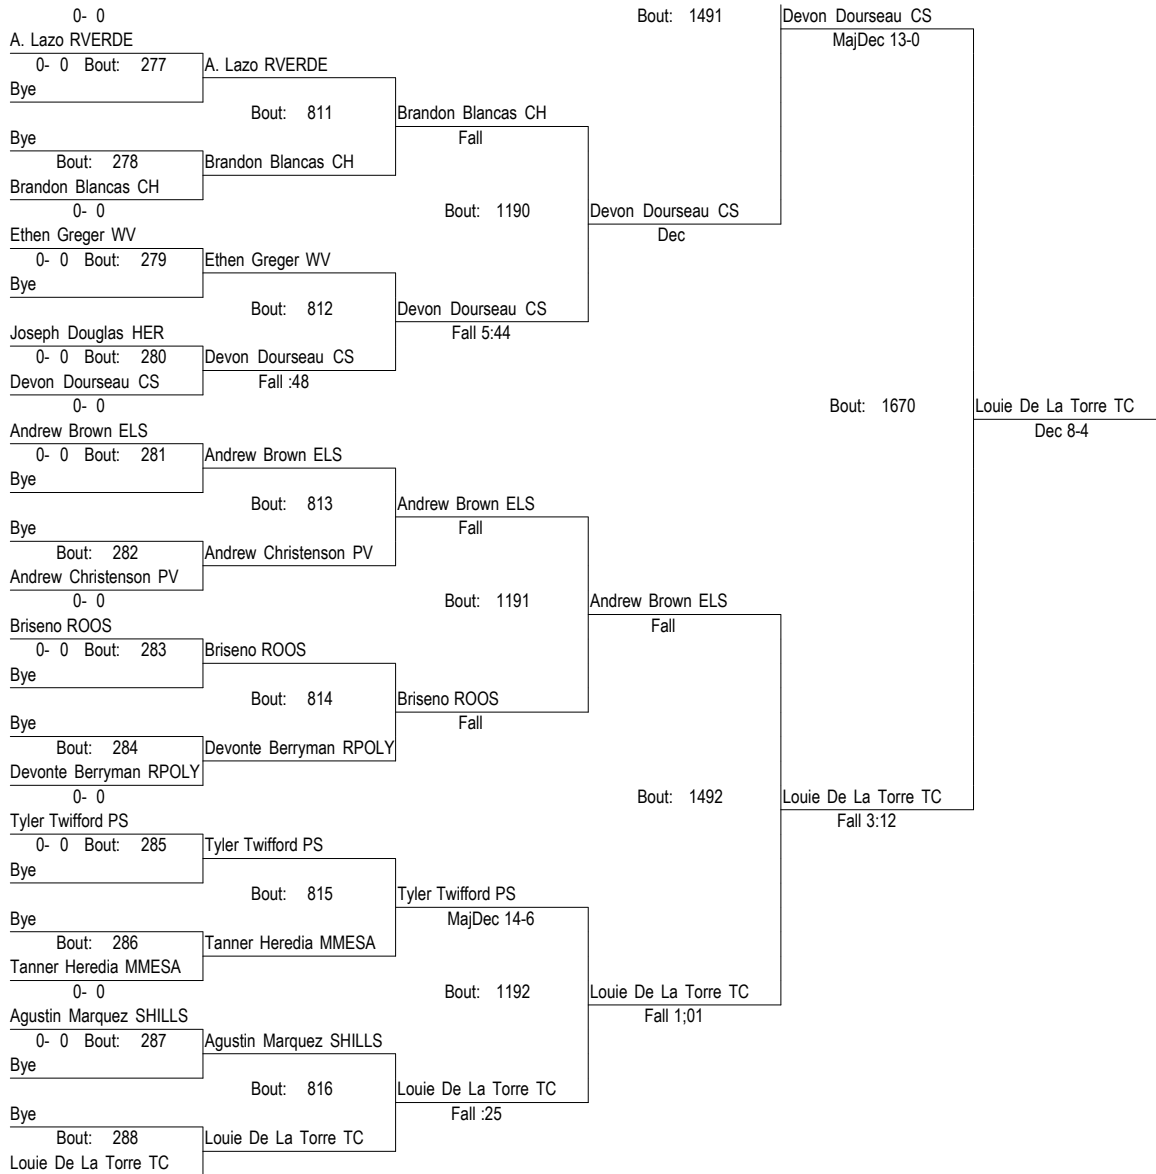 0- 0
Bout: 1491
Devon Dourseau CS
A. Lazo RVERDE
MajDec 13-0
0- 0 Bout: 277
A. Lazo RVERDE
Bye
Bout: 811
Brandon Blancas CH
Bye
Fall
Bout: 278
Brandon Blancas CH
Brandon Blancas CH
0- 0
Bout: 1190
Devon Dourseau CS
Ethen Greger WV
Dec
0- 0 Bout: 279
Ethen Greger WV
Bye
Bout: 812
Devon Dourseau CS
Joseph Douglas HER
Fall 5:44
0- 0 Bout: 280
Devon Dourseau CS
Devon Dourseau CS
Fall :48
0- 0
Bout: 1670
Louie De La Torre TC
Andrew Brown ELS
Dec 8-4
0- 0 Bout: 281
Andrew Brown ELS
Bye
Bout: 813
Andrew Brown ELS
Bye
Fall
Bout: 282
Andrew Christenson PV
Andrew Christenson PV
0- 0
Bout: 1191
Andrew Brown ELS
Briseno ROOS
Fall
0- 0 Bout: 283
Briseno ROOS
Bye
Bout: 814
Briseno ROOS
Bye
Fall
Bout: 284
Devonte Berryman RPOLY
Devonte Berryman RPOLY
0- 0
Bout: 1492
Louie De La Torre TC
Tyler Twifford PS
Fall 3:12
0- 0 Bout: 285
Tyler Twifford PS
Bye
Bout: 815
Tyler Twifford PS
Bye
MajDec 14-6
Bout: 286
Tanner Heredia MMESA
Tanner Heredia MMESA
0- 0
Bout: 1192
Louie De La Torre TC
Agustin Marquez SHILLS
Fall 1;01
0- 0 Bout: 287
Agustin Marquez SHILLS
Bye
Bout: 816
Louie De La Torre TC
Bye
Fall :25
Bout: 288
Louie De La Torre TC
Louie De La Torre TC